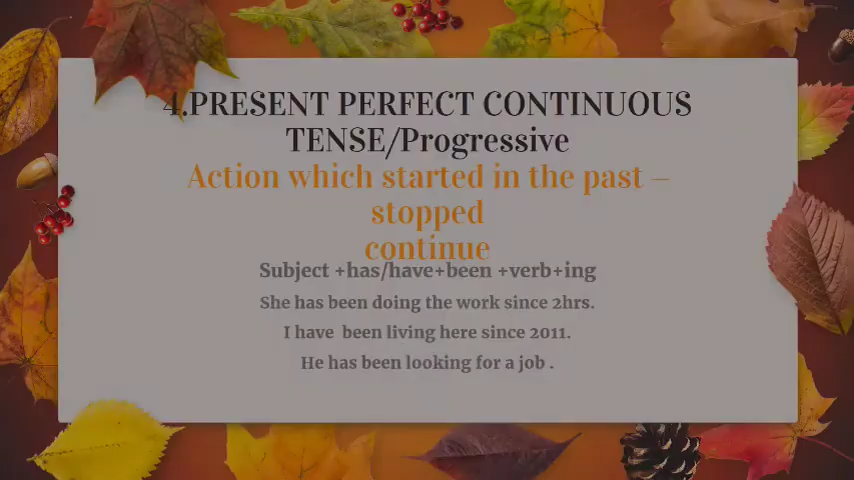 4.PRESENT PERFECT CONTINUOUS
TENSE/Progressive
Action which started in the past –
stopped
continue
Subject +has/have+been +verb+ing
She has been doing the work since 2hrs.
I have been living here since 2011.
He has been looking for a job .